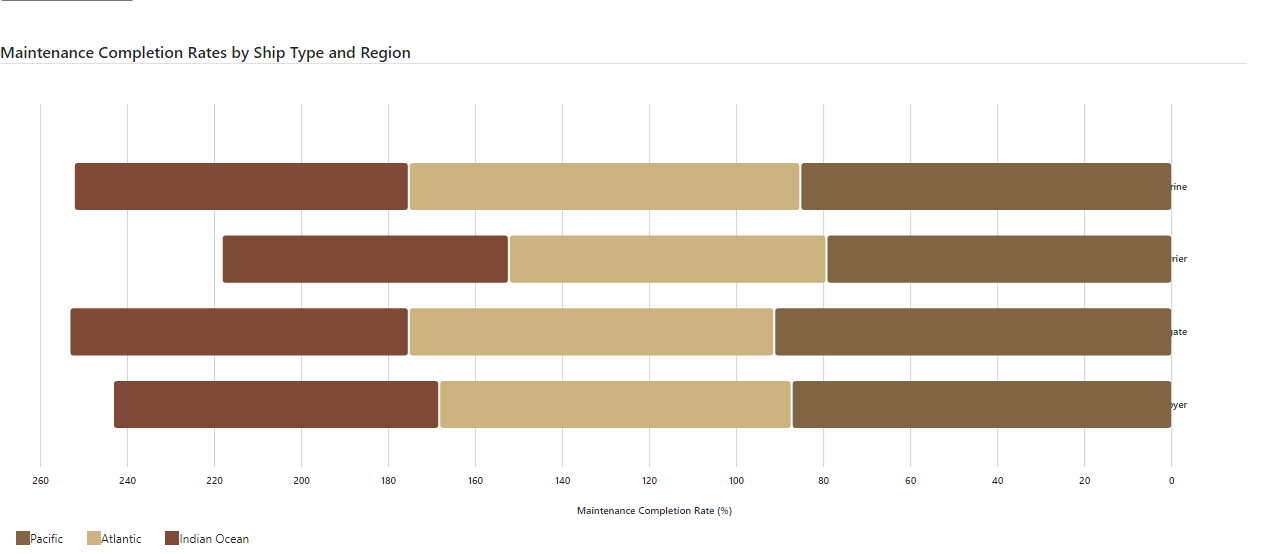 Maintenance Completion Rates by Ship Type and Region
rine
rier
gate
oyer
260 240 220 200 180 160 140 120 100 80 60 40 20 0
Maintenance Completion Rate (%)
Pacific Atlantic Indian Ocean